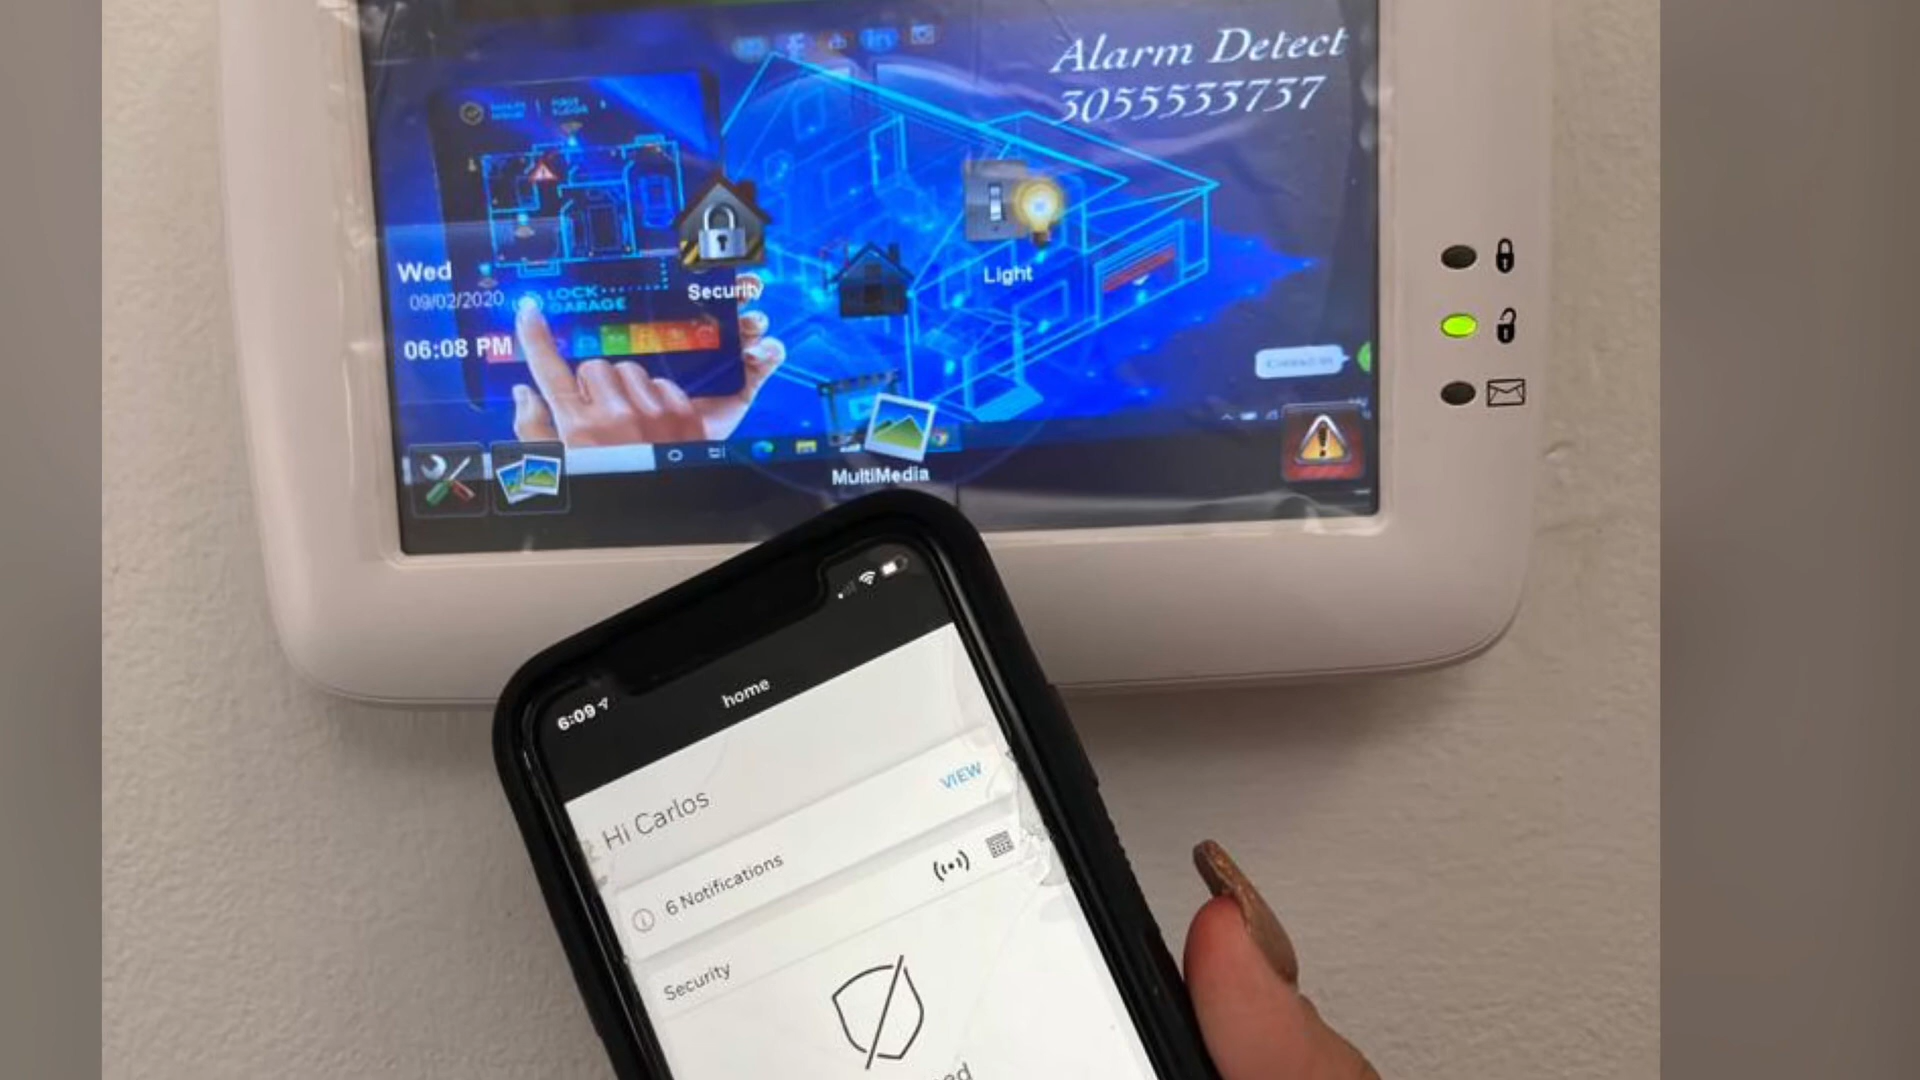 Alarm Detect
3055533737
Wed
09/02/2020
06:08 PM
LOCK
GARAGE
Security
Light
MultiMedia
6:09
home
Hi Carlos
VIEW
6 Notifications
Security